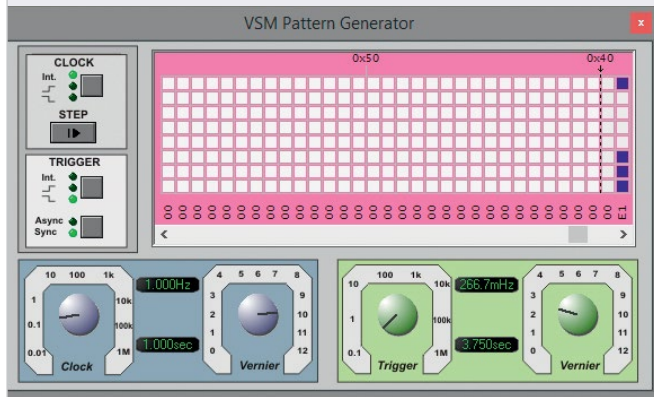 VSM Pattern Generator
x
CLOCK
Int.
STEP
TRIGGER
Int.
Async
Sync
0x50 0x40
00 00 00 00 00 00 00 00 00 00 00 00 00 00 00 00 00 00 00 00 00 00 00 00 00 00 00 00 00 00 00 E1
< >
10 100 1k
1 10k
0.1 100k
0.01 1M
Clock
1.000Hz
1.000sec
4 5 6 7 8
3 9
2 10
1 11
0 12
Vernier
10 100 1k 10k
1 100k
0.1 1M
Trigger
266.7mHz
3.750sec
4 5 6 7 8
3 9
2 10
1 11
0 12
Vernier